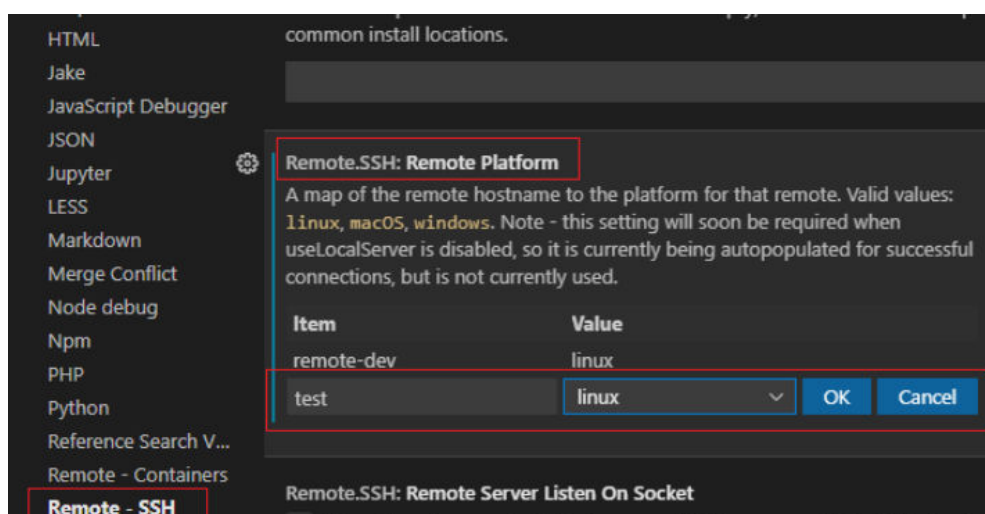 HTML
Jake
JavaScript Debugger
JSON
Jupyter
LESS
Markdown
Merge Conflict
Node debug
Npm
PHP
Python
Reference Search V...
Remote - Containers
Remote - SSH
common install locations.
Remote.SSH: Remote Platform
A map of the remote hostname to the platform for that remote. Valid values:
linux, macOS, windows. Note - this setting will soon be required when
useLocalServer is disabled, so it is currently being autopopulated for successful
connections, but is not currently used.
Item Value
remote-dev linux
test linux OK Cancel
Remote.SSH: Remote Server Listen On Socket